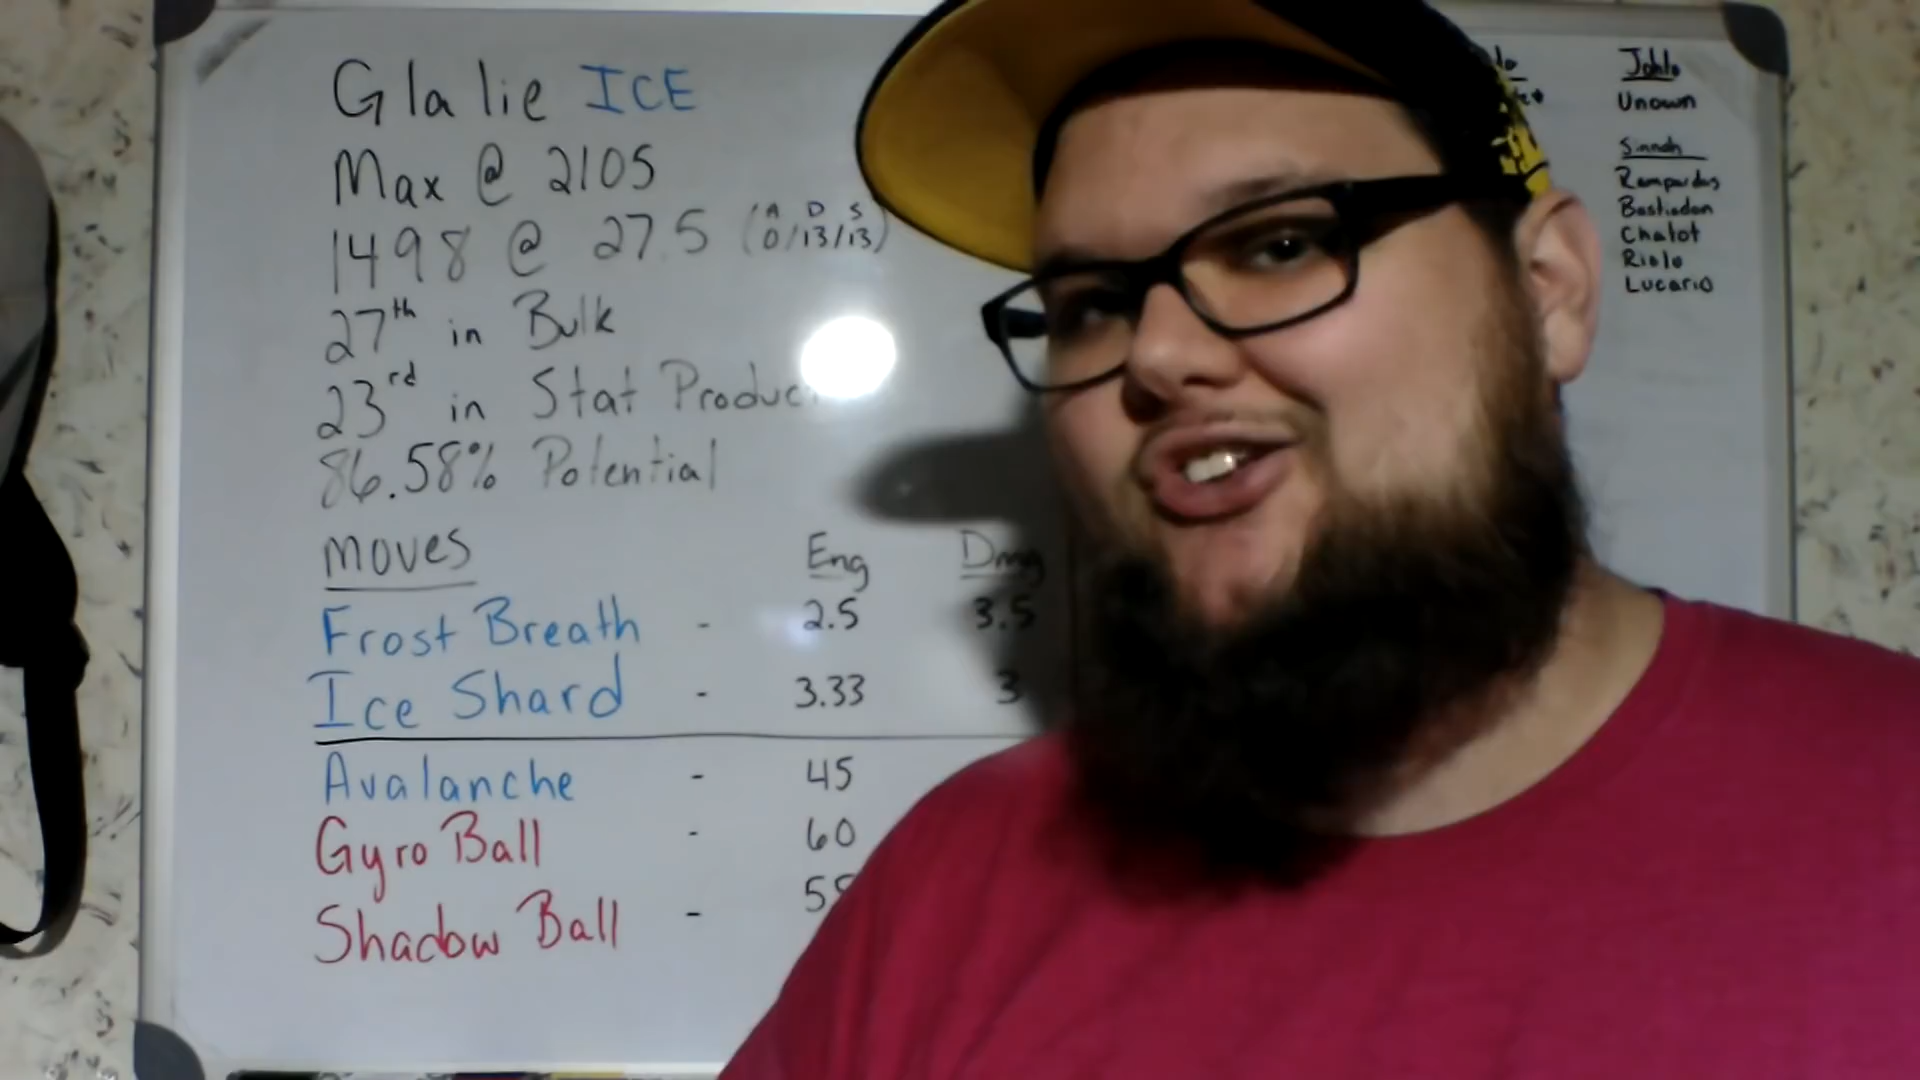 Glalie ICE
Max @ 2105
1498 @ 27.5 (0/13/13)
A D S
27th in Bulk
23rd in Stat
86.58% Potential
Moves Eng Dmg
Frost Breath - 2.5 3.5
Ice Shard - 3.33 3
Avalanche - 45
Gyro Ball - 60
Shadow Ball -
Johto
Unown
Sinnoh
Rampardos
Bastiodon
Chatot
Riolu
Lucario